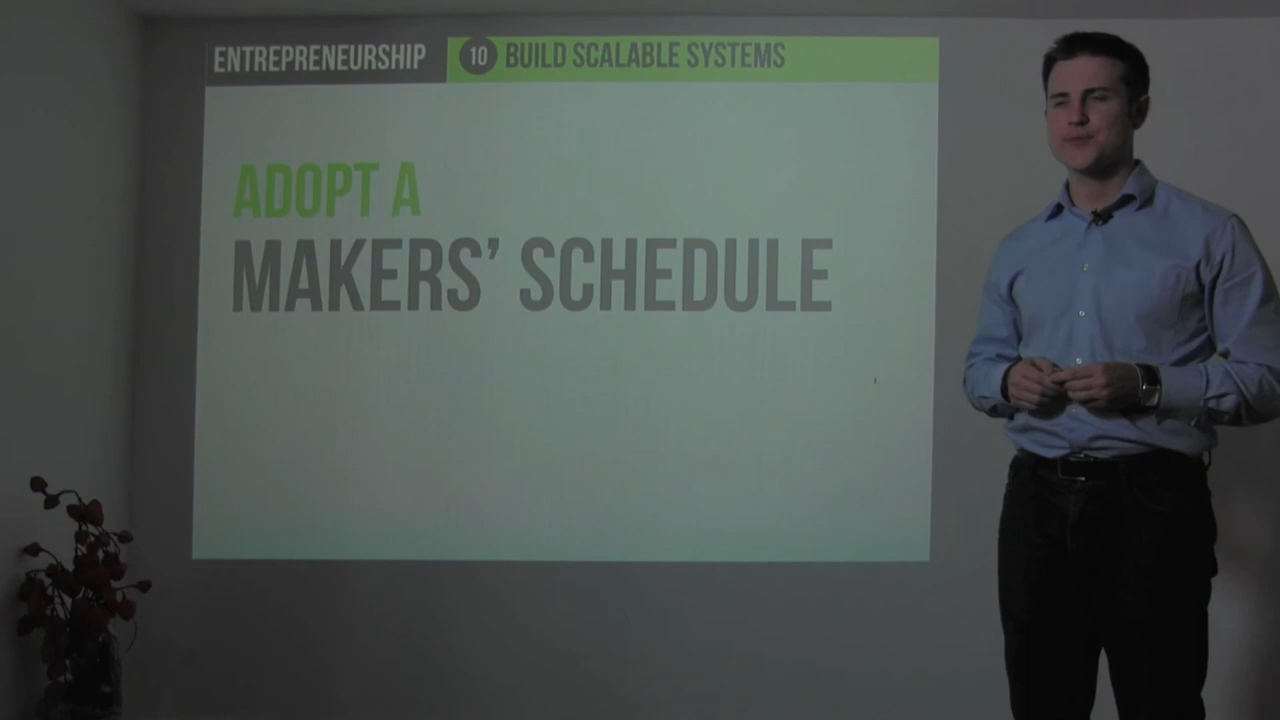 ENTREPRENEURSHIP 10 BUILD SCALABLE SYSTEMS
ADOPT A
MAKERS' SCHEDULE